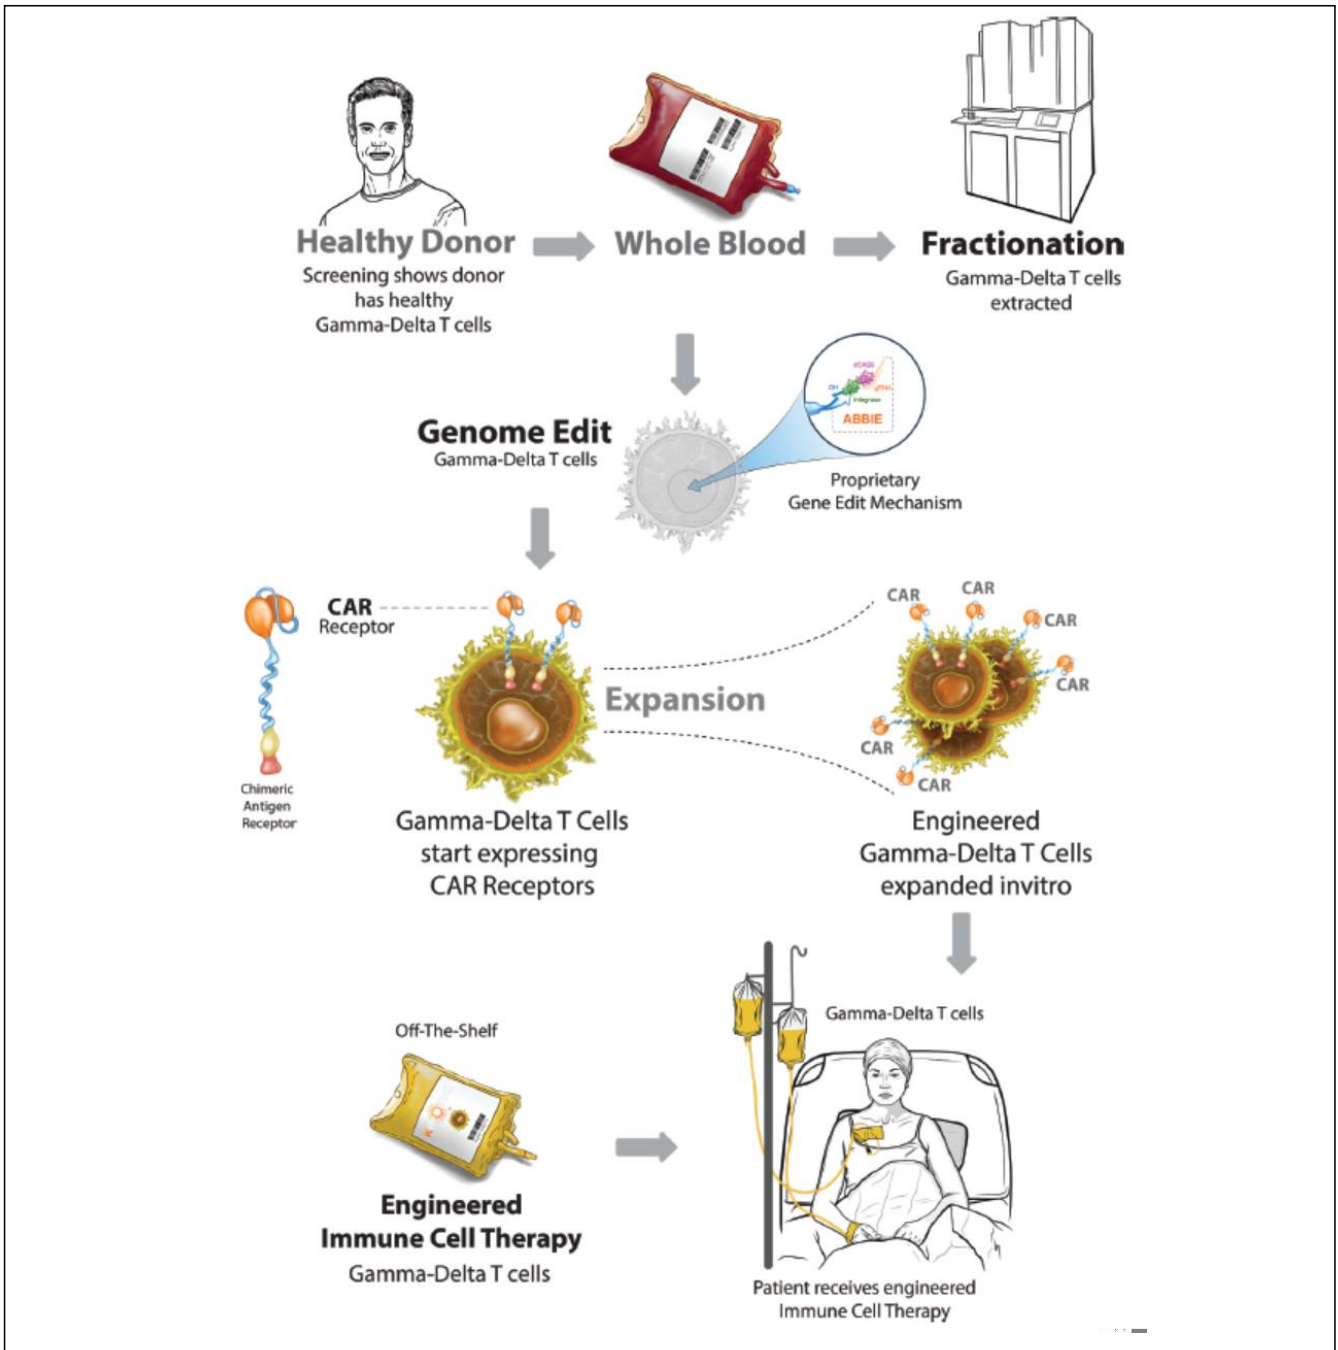 Healthy Donor
Screening shows donor
has healthy
Gamma-Delta T cells
Whole Blood
Fractionation
Gamma-Delta T cells
extracted
Genome Edit
Gamma-Delta T cells
dCAS9
Integrase
ABBIE
Proprietary
Gene Edit Mechanism
CAR
Receptor
Chimeric
Antigen
Receptor
Gamma-Delta T Cells
start expressing
CAR Receptors
Expansion
CAR
CAR
CAR
CAR
CAR
CAR
Engineered
Gamma-Delta T Cells
expanded invitro
Off-The-Shelf
Engineered
Immune Cell Therapy
Gamma-Delta T cells
Gamma-Delta T cells
Patient receives engineered
Immune Cell Therapy